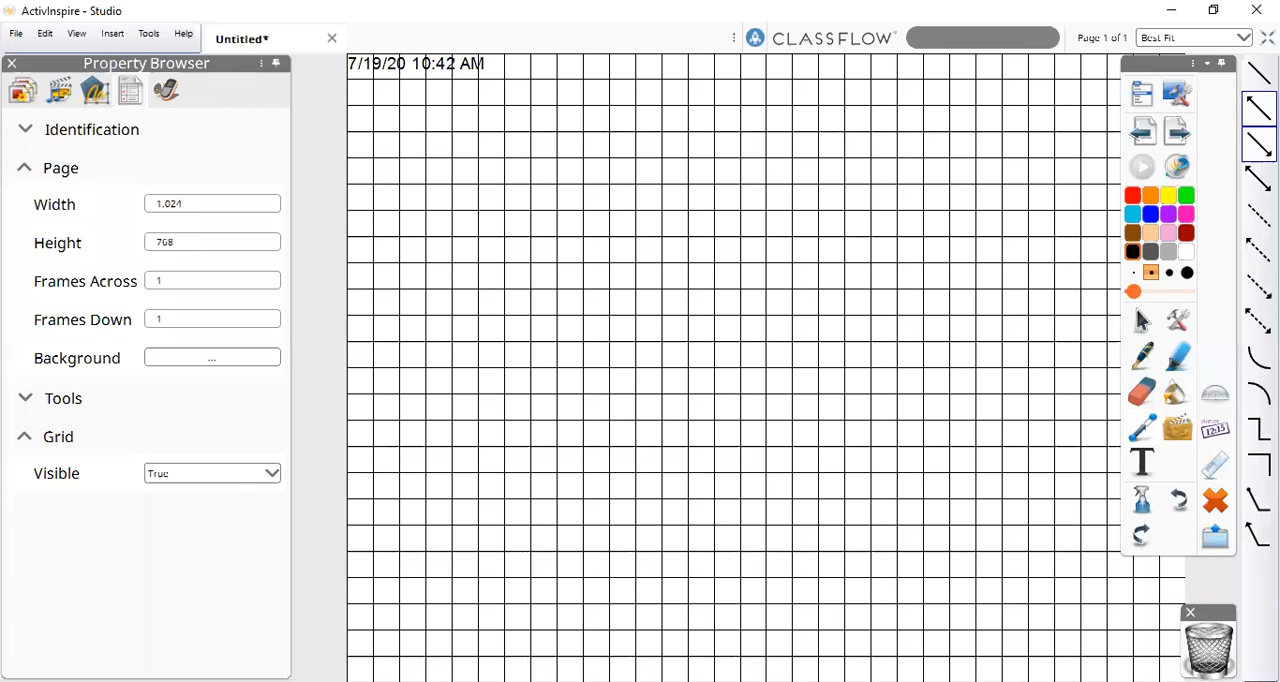 ActivInspire - Studio
File Edit View Insert Tools Help
Untitled*
CLASSFLOW
Page 1 of 1
Best Fit
Property Browser
7/19/20 10:42 AM
Identification
Page
Width 1,024
Height 768
Frames Across 1
Frames Down 1
Background ...
Tools
Grid
Visible True
12:15
T